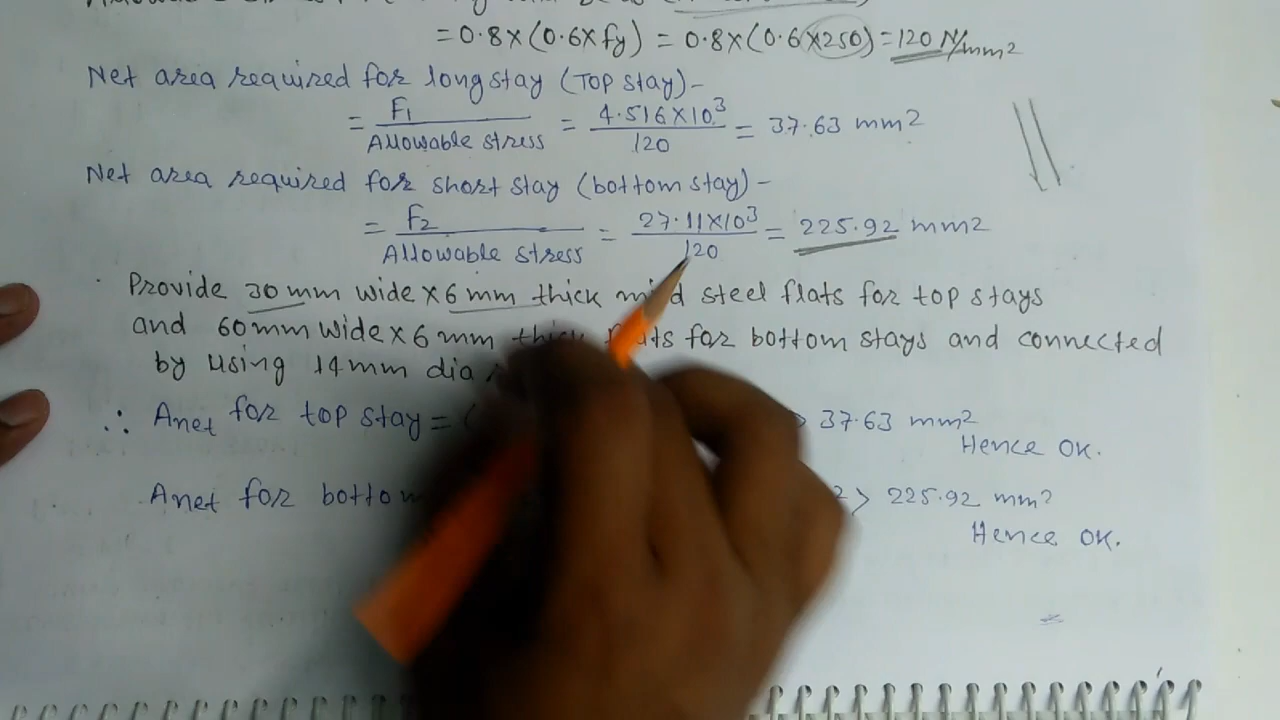 = 0.8 × (0.6 × fy) = 0.8 × (0.6 × 250) = 120 N/mm²
Net area required for long stay (Top stay) –
= F₁ / Allowable stress = 4.516 × 10³ / 120 = 37.63 mm²
Net area required for short stay (bottom stay) –
= F₂ / Allowable stress = 27.11 × 10³ / 120 = 225.92 mm²
Provide 30 mm wide × 6 mm thick mild steel flats for top stays
and 60 mm wide × 6 mm thick flats for bottom stays and connected
by using 14 mm dia
∴ Anet for top stay = ( > 37.63 mm²
Hence OK.
Anet for bottom ² > 225.92 mm²
Hence OK.